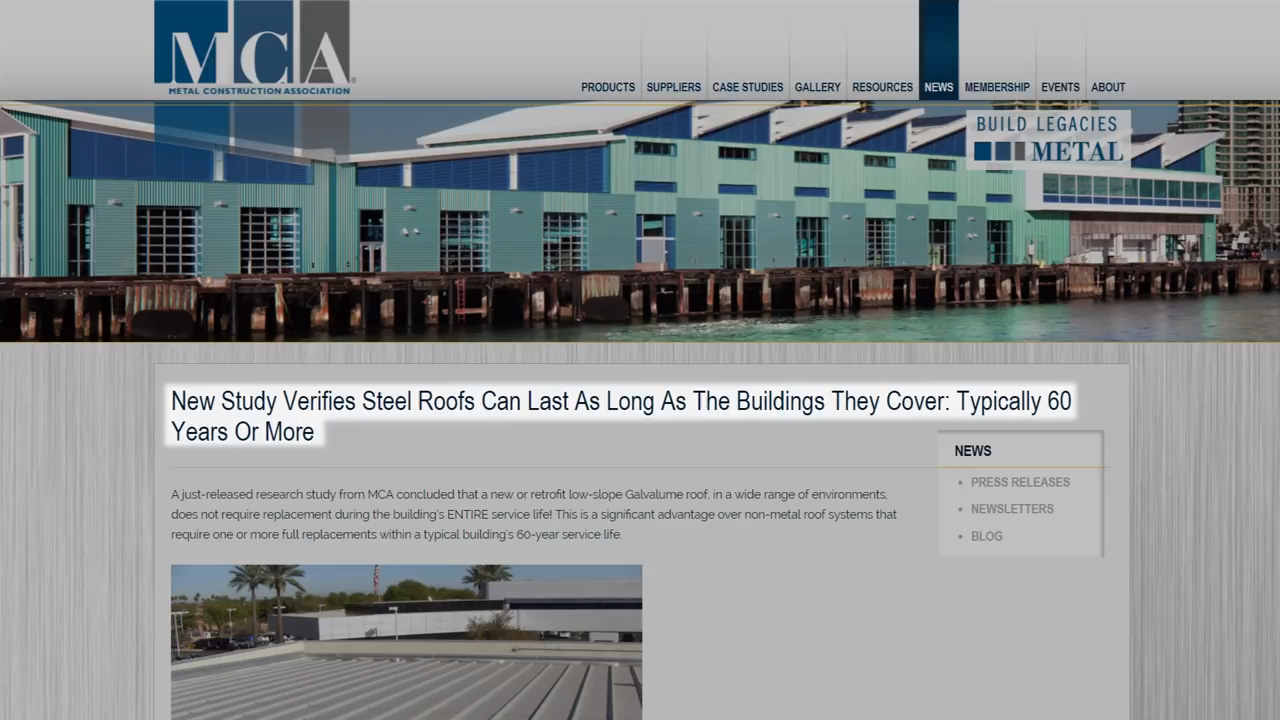 MCA
METAL CONSTRUCTION ASSOCIATION
PRODUCTS SUPPLIERS CASE STUDIES GALLERY RESOURCES NEWS MEMBERSHIP EVENTS ABOUT
BUILD LEGACIES
METAL
New Study Verifies Steel Roofs Can Last As Long As The Buildings They Cover: Typically 60
Years Or More
A just-released research study from MCA concluded that a new or retrofit low-slope Galvalume roof, in a wide range of environments,
does not require replacement during the building's ENTIRE service life! This is a significant advantage over non-metal roof systems that
require one or more full replacements within a typical building's 60-year service life.
NEWS
• PRESS RELEASES
• NEWSLETTERS
• BLOG